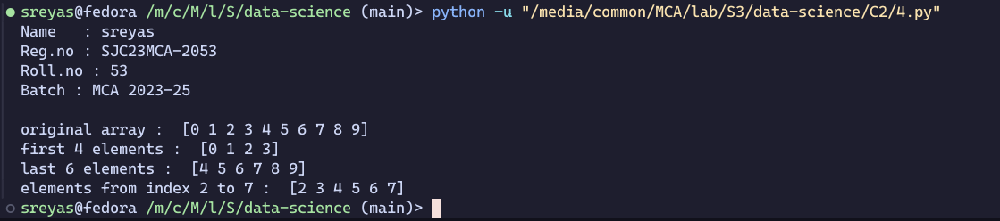 sreyas@fedora /m/c/M/l/S/data-science (main)> python -u "/media/common/MCA/lab/S3/data-science/C2/4.py"
Name   : sreyas
Reg.no : SJC23MCA-2053
Roll.no : 53
Batch : MCA 2023-25
original array :  [0 1 2 3 4 5 6 7 8 9]
first 4 elements :  [0 1 2 3]
last 6 elements :  [4 5 6 7 8 9]
elements from index 2 to 7 :  [2 3 4 5 6 7]
sreyas@fedora /m/c/M/l/S/data-science (main)>